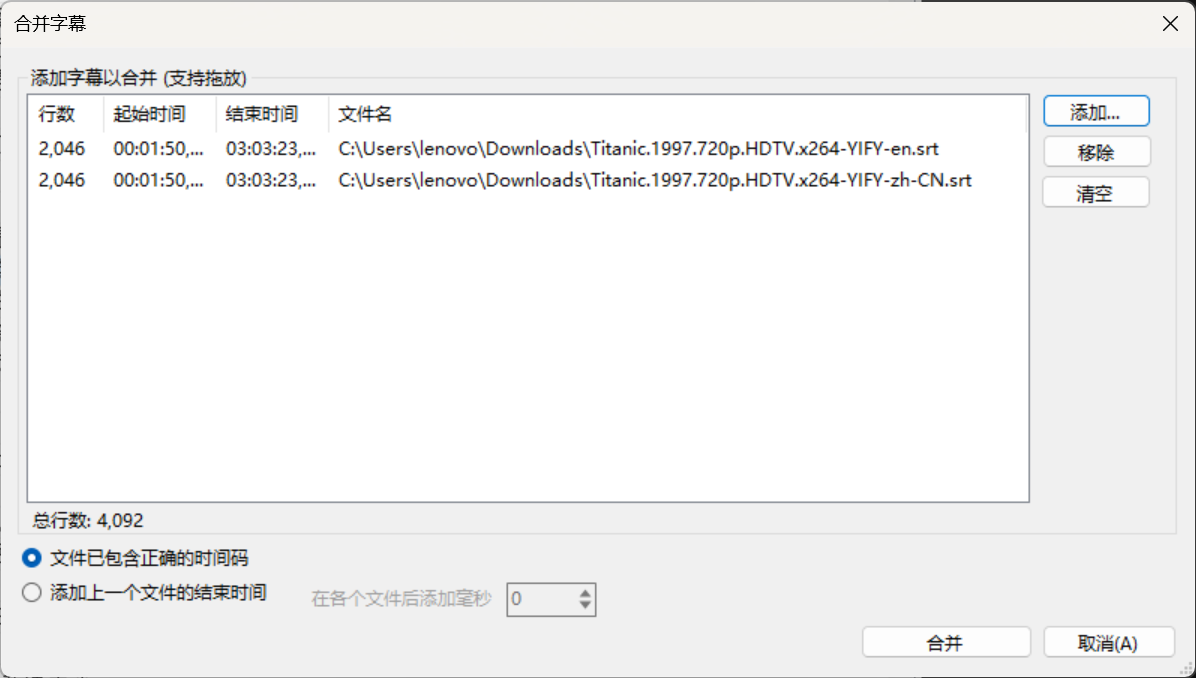 合并字幕
添加字幕以合并 (支持拖放)
行数 起始时间 结束时间 文件名
2,046 00:01:50,... 03:03:23,... C:\Users\lenovo\Downloads\Titanic.1997.720p.HDTV.x264-YIFY-en.srt
2,046 00:01:50,... 03:03:23,... C:\Users\lenovo\Downloads\Titanic.1997.720p.HDTV.x264-YIFY-zh-CN.srt
添加...
移除
清空
总行数: 4,092
文件已包含正确的时间码
添加上一个文件的结束时间 在各个文件后添加毫秒 0
合并 取消(A)